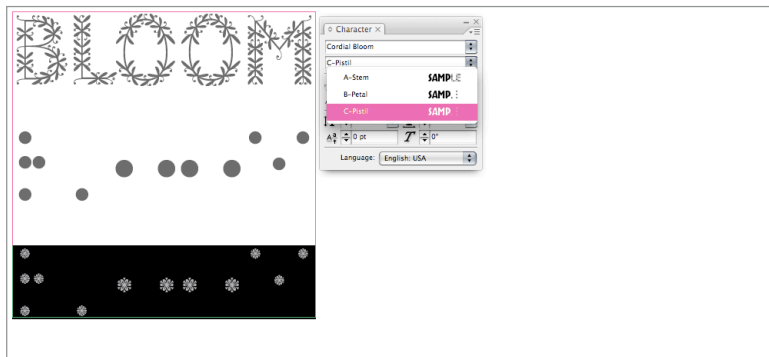 BLOOM
Character
Cordial Bloom
C-Pistil
A-Stem SAMPLE
B-Petal SAMP
C-Pistil SAMP
0 pt
0°
Language: English: USA